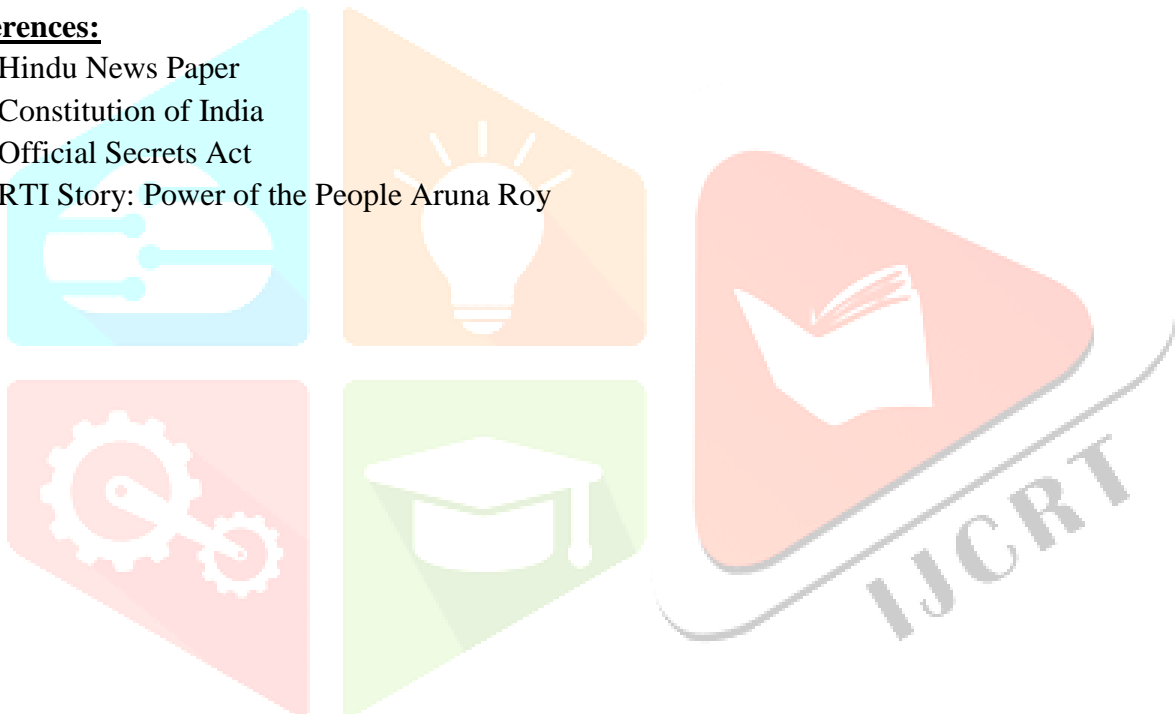 erences:
Hindu News Paper
Constitution of India
Official Secrets Act
RTI Story: Power of the People Aruna Roy
IJCRT